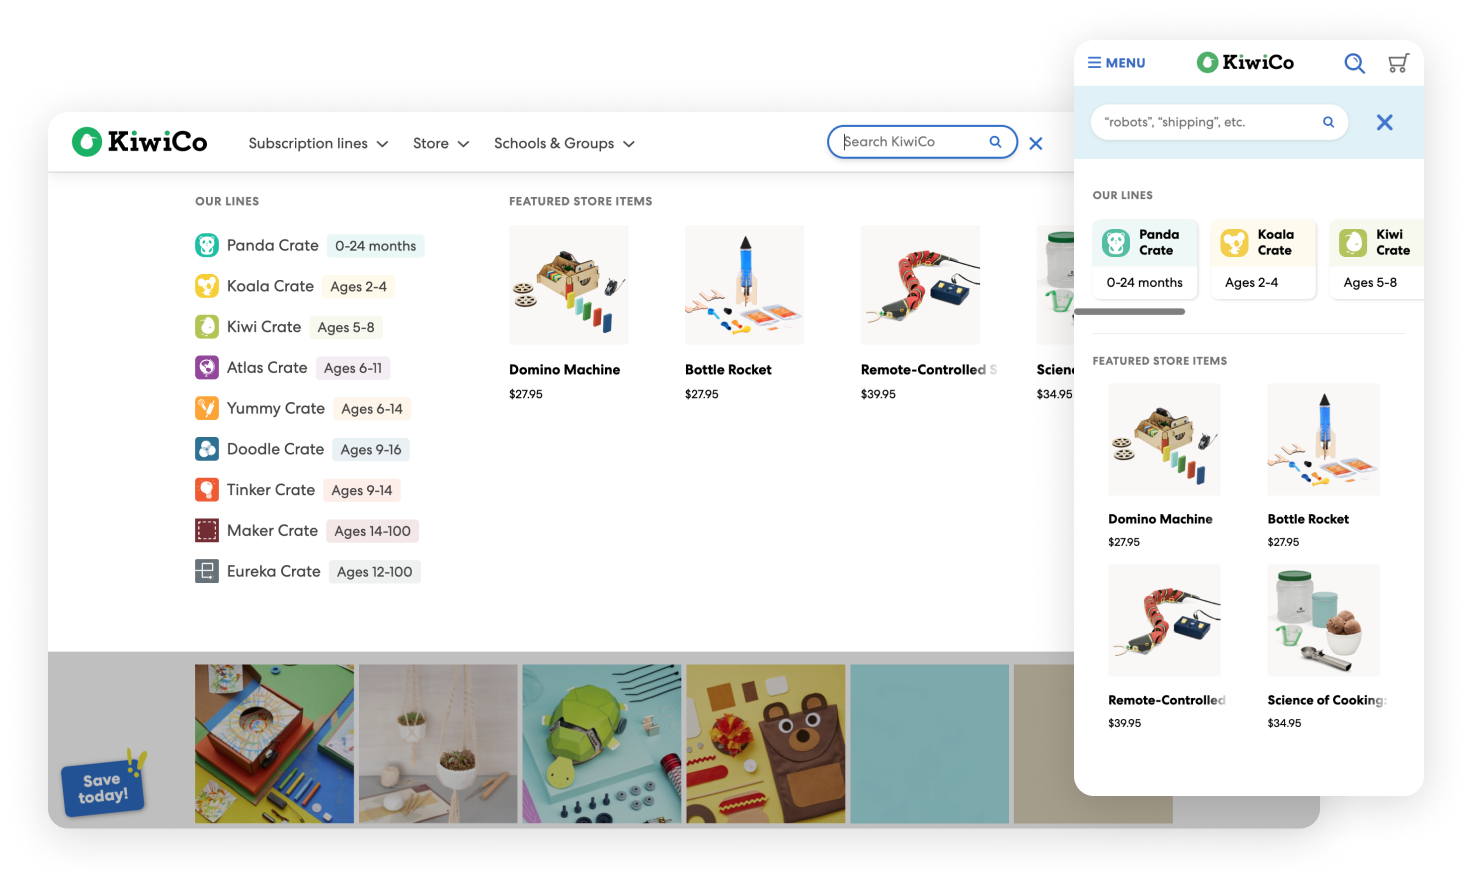 KiwiCo
Subscription lines
Store
Schools & Groups
Search KiwiCo
OUR LINES
Panda Crate 0-24 months
Koala Crate Ages 2-4
Kiwi Crate Ages 5-8
Atlas Crate Ages 6-11
Yummy Crate Ages 6-14
Doodle Crate Ages 9-16
Tinker Crate Ages 9-14
Maker Crate Ages 14-100
Eureka Crate Ages 12-100
FEATURED STORE ITEMS
Domino Machine
$27.95
Bottle Rocket
$27.95
Remote-Controlled S
$39.95
Scienc
$34.95
Save
today!
MENU
KiwiCo
“robots”, “shipping”, etc.
OUR LINES
Panda
Crate
0-24 months
Koala
Crate
Ages 2-4
Kiwi
Crate
Ages 5-8
FEATURED STORE ITEMS
Domino Machine
$27.95
Bottle Rocket
$27.95
Remote-Controlled
$39.95
Science of Cooking:
$34.95